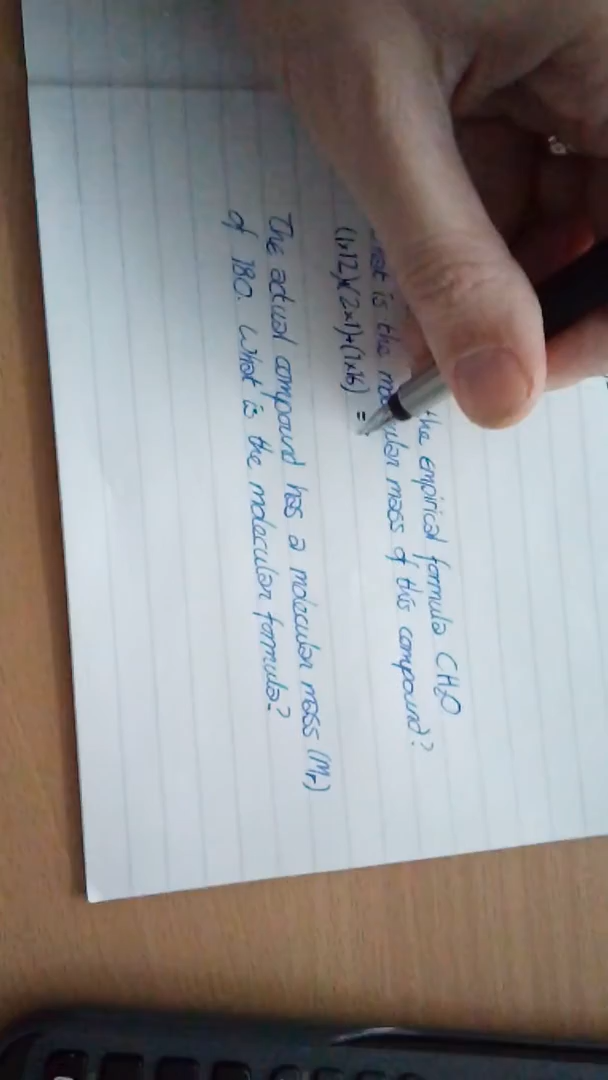 the empirical formula CH₂O
is the molecular mass of this compound?
(1x12)+(2x1)+(1x16) =
The actual compound has a molecular mass (Mr)
of 180. What is the molecular formula?